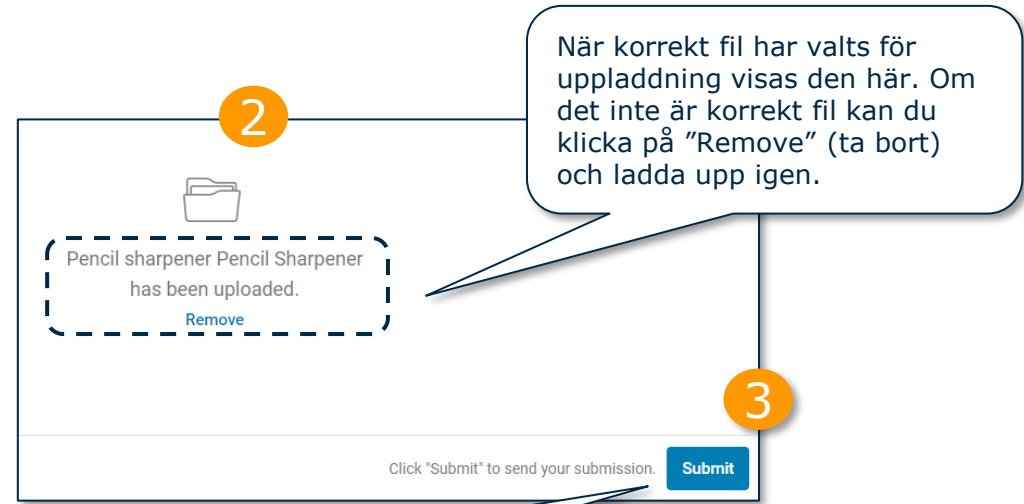 När korrekt fil har valts för
uppladdning visas den här. Om
det inte är korrekt fil kan du
klicka på ”Remove” (ta bort)
och ladda upp igen.
2
Pencil sharpener Pencil Sharpener
has been uploaded.
Remove
3
Click "Submit" to send your submission.
Submit